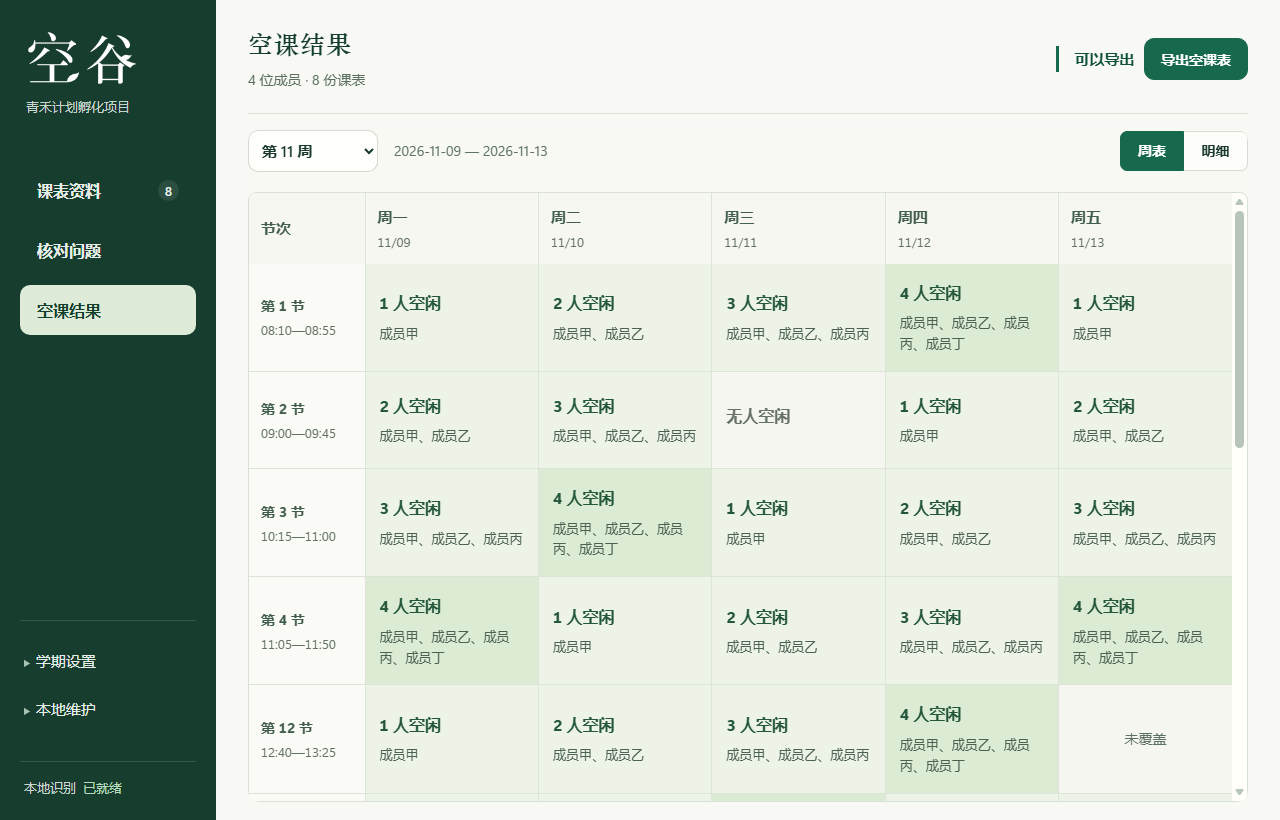 空谷
青禾计划孵化项目
课表资料 8
核对问题
空课结果
学期设置
本地维护
本地识别 已就绪
空课结果
4 位成员 · 8 份课表
可以导出 导出空课表
第 11 周 2026-11-09 — 2026-11-13 周表 明细
节次 周一 周二 周三 周四 周五
11/09 11/10 11/11 11/12 11/13
第 1 节
08:10—08:55
1 人空闲
成员甲
2 人空闲
成员甲、成员乙
3 人空闲
成员甲、成员乙、成员丙
4 人空闲
成员甲、成员乙、成员
丙、成员丁
1 人空闲
成员甲
第 2 节
09:00—09:45
2 人空闲
成员甲、成员乙
3 人空闲
成员甲、成员乙、成员丙
无人空闲
1 人空闲
成员甲
2 人空闲
成员甲、成员乙
第 3 节
10:15—11:00
3 人空闲
成员甲、成员乙、成员丙
4 人空闲
成员甲、成员乙、成员
丙、成员丁
1 人空闲
成员甲
2 人空闲
成员甲、成员乙
3 人空闲
成员甲、成员乙、成员丙
第 4 节
11:05—11:50
4 人空闲
成员甲、成员乙、成员
丙、成员丁
1 人空闲
成员甲
2 人空闲
成员甲、成员乙
3 人空闲
成员甲、成员乙、成员丙
4 人空闲
成员甲、成员乙、成员
丙、成员丁
第 12 节
12:40—13:25
1 人空闲
成员甲
2 人空闲
成员甲、成员乙
3 人空闲
成员甲、成员乙、成员丙
4 人空闲
成员甲、成员乙、成员
丙、成员丁
未覆盖